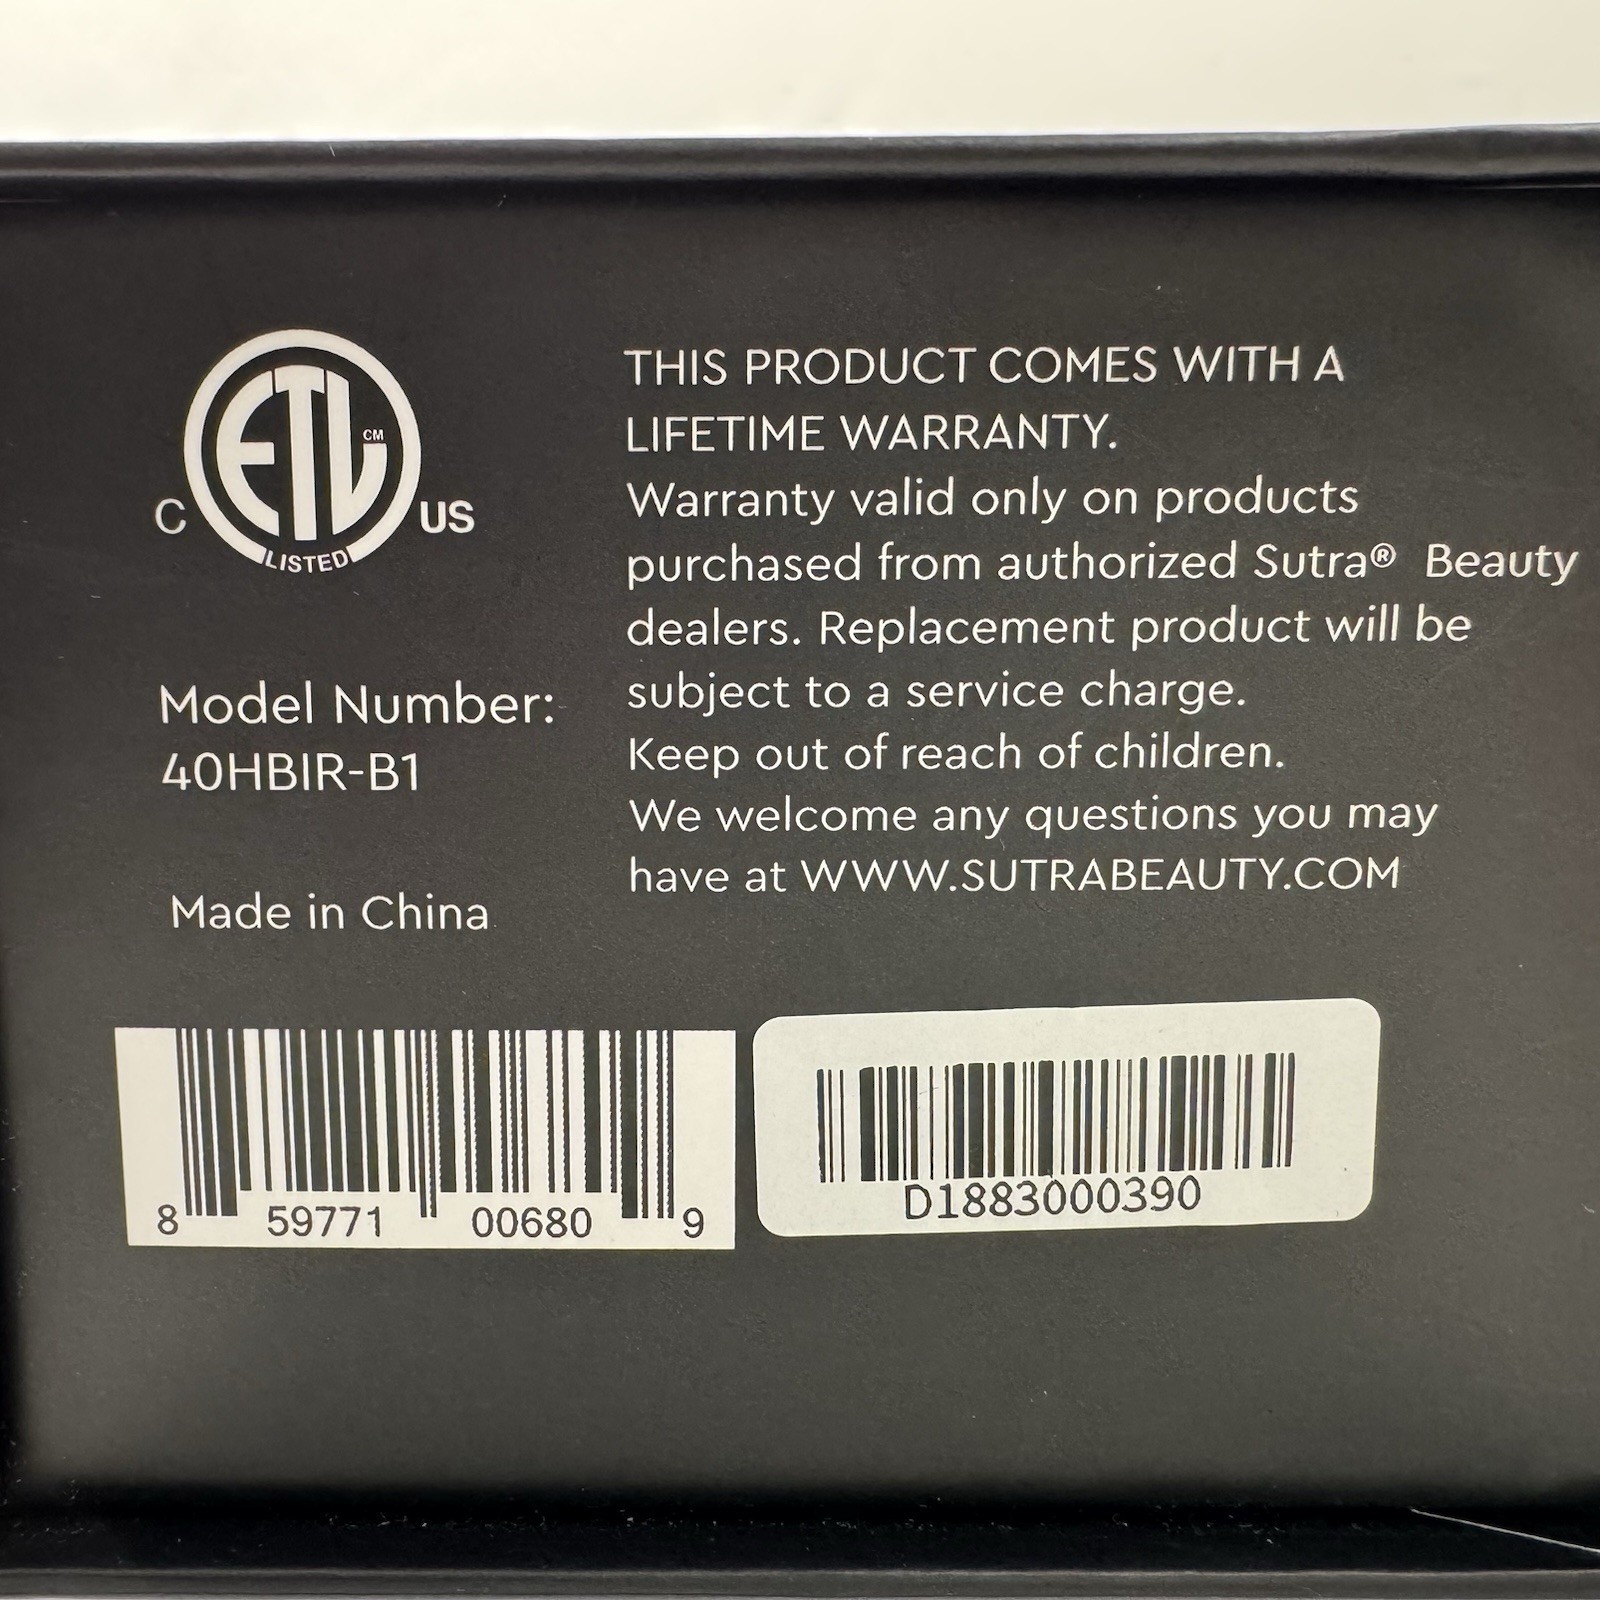 ETL CM
C US
LISTED
Model Number:
40HBIR-B1
Made in China
THIS PRODUCT COMES WITH A
LIFETIME WARRANTY.
Warranty valid only on products
purchased from authorized Sutra® Beauty
dealers. Replacement product will be
subject to a service charge.
Keep out of reach of children.
We welcome any questions you may
have at WWW.SUTRABEAUTY.COM
8 59771 00680 9
D1883000390